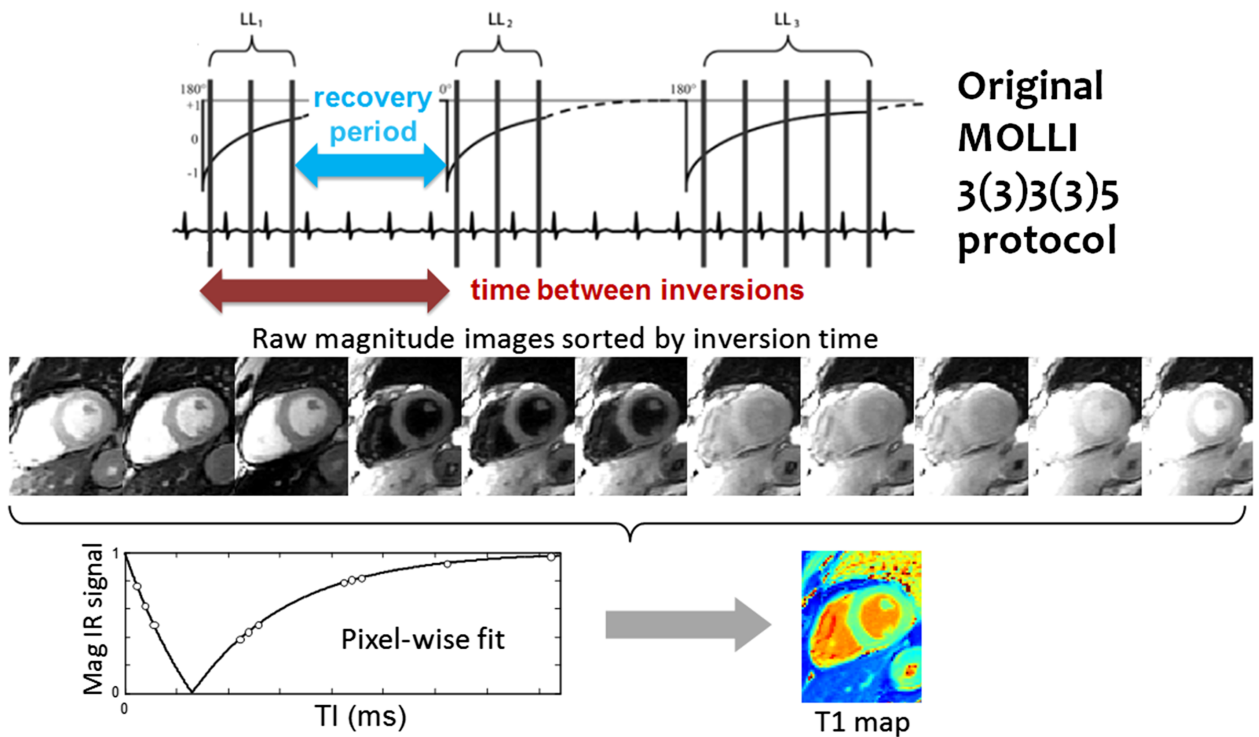 LL₁
LL₂
LL₃
180°
0°
180°
+1
0
-1
recovery
period
Original
MOLLI
3(3)3(3)5
protocol
time between inversions
Raw magnitude images sorted by inversion time
1
Mag IR signal
Pixel-wise fit
0
0
TI (ms)
T1 map